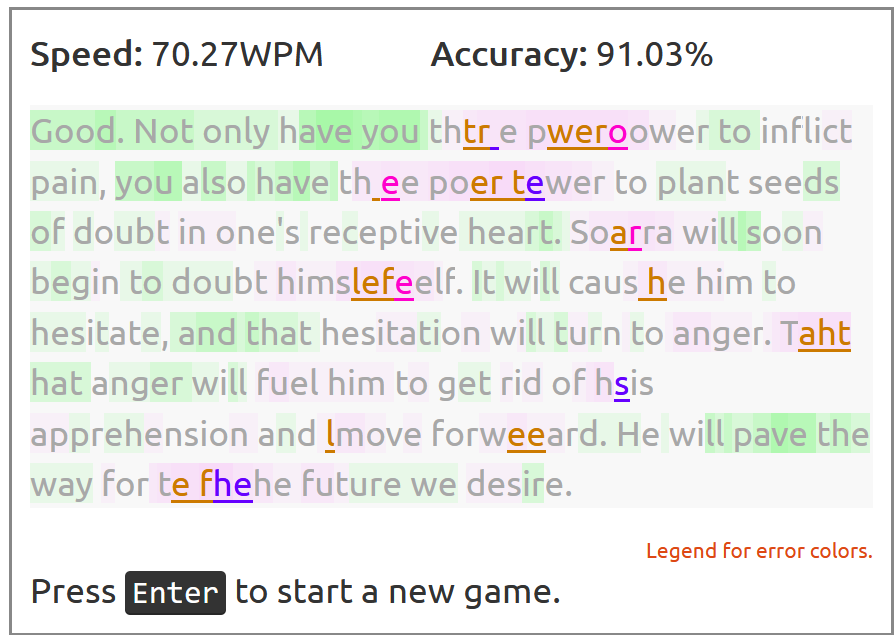 Speed: 70.27WPM Accuracy: 91.03%
Good. Not only have you thtr e pweroower to inflict
pain, you also have th ee poer tewer to plant seeds
of doubt in one's receptive heart. Soarra will soon
begin to doubt himslefeelf. It will caus he him to
hesitate, and that hesitation will turn to anger. Taht
hat anger will fuel him to get rid of hsis
apprehension and lmove forweeard. He will pave the
way for te fhehe future we desire.
Legend for error colors.
Press Enter to start a new game.